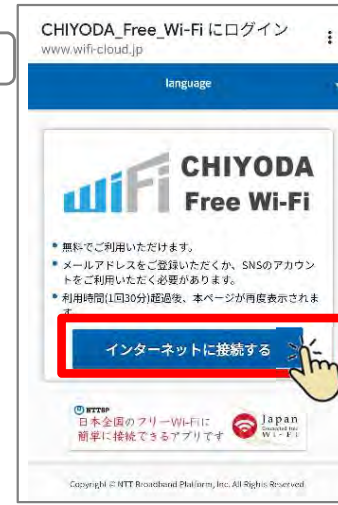 CHIYODA_Free_Wi-Fi にログイン
www.wifi-cloud.jp
language
WiFi
CHIYODA
Free Wi-Fi
• 無料でご利用いただけます。
• メールアドレスをご登録いただくか、SNSのアカウン
トをご利用いただく必要があります。
• 利用時間(1回30分)超過後、本ページが再度表示されま
す。
インターネットに接続する
NTTBP
日本全国のフリーWi-Fiに
簡単に接続できるアプリです
Japan
Connected-free
Wi-Fi
Copyright © NTT Broadband Platform, Inc. All Rights Reserved.